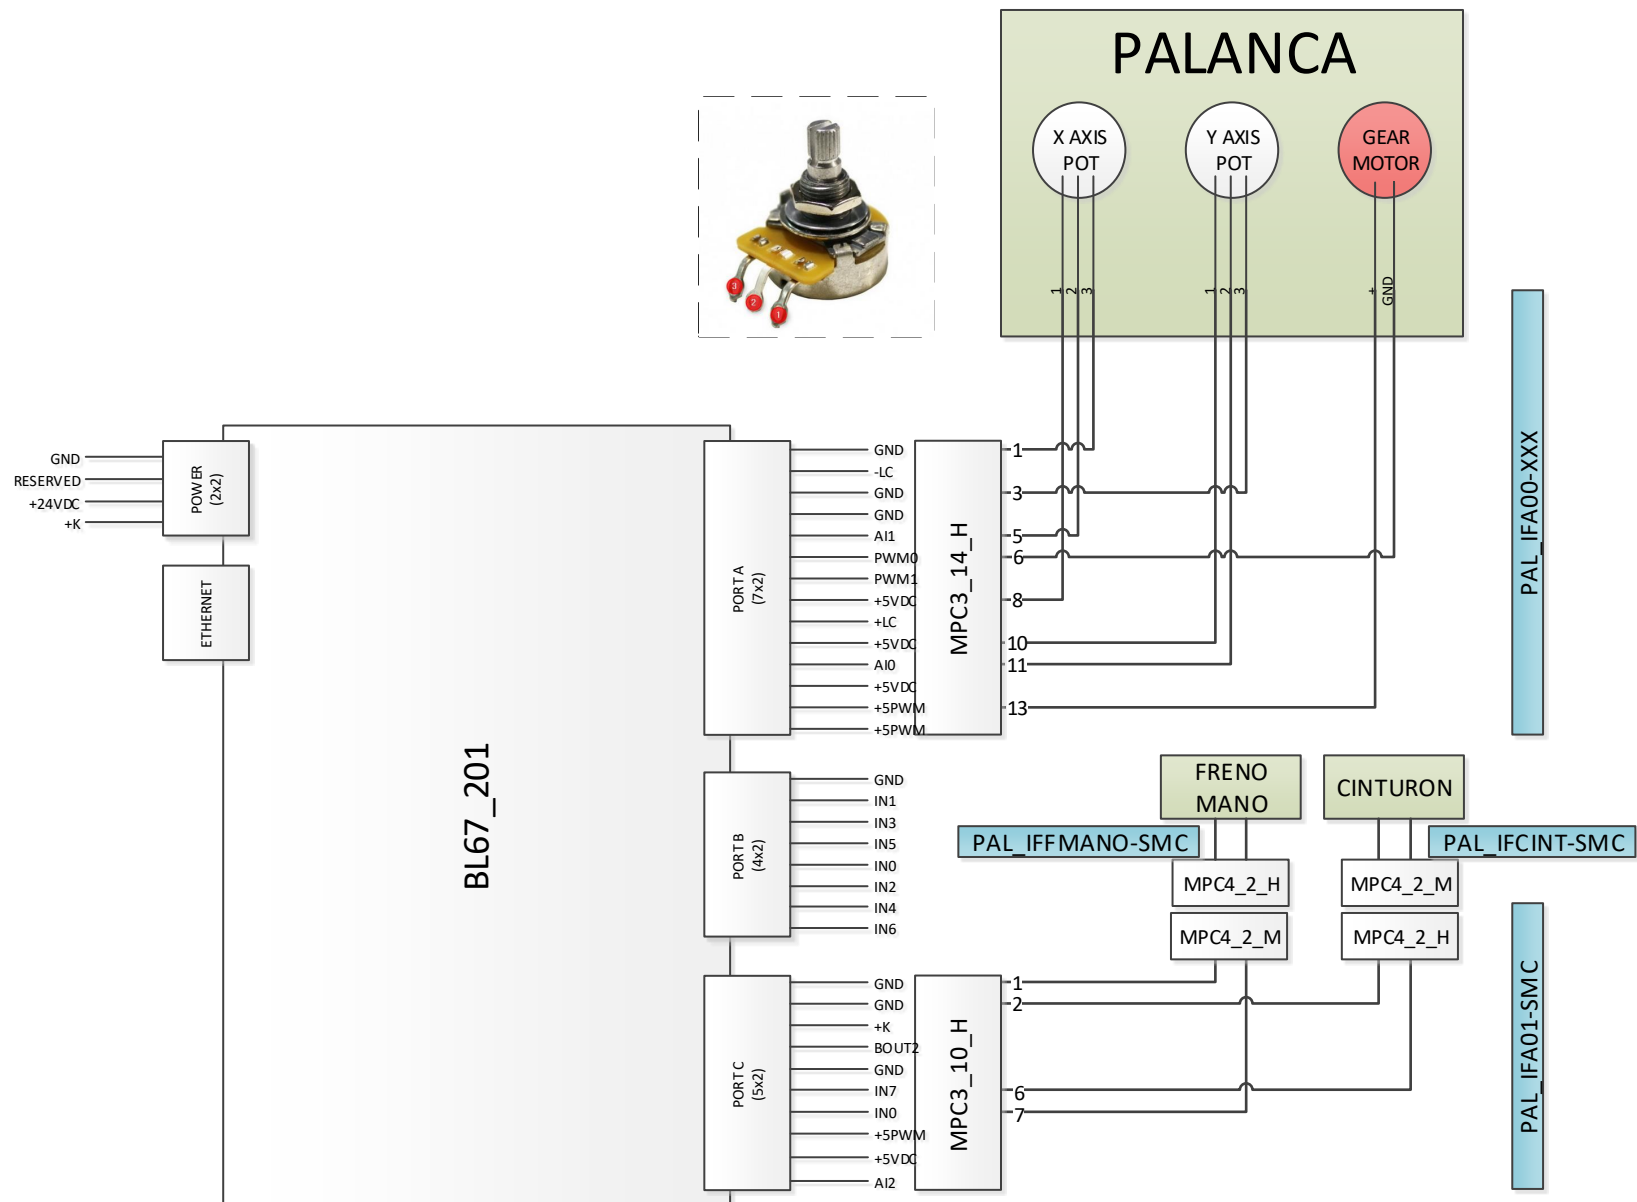 PALANCA
X AXIS
POT
Y AXIS
POT
GEAR
MOTOR
1
2
3
1
2
3
+
GND
3
2
1
PAL_IFA00-XXX
GND
RESERVED
+24VDC
+K
POWER
(2x2)
ETHERNET
BL67_201
PORT A
(7x2)
GND
-LC
GND
GND
AI1
PWM0
PWM1
+5VDC
+LC
+5VDC
AI0
+5VDC
+5PWM
+5PWM
MPC3_14_H
1
3
5
6
8
10
11
13
PORT B
(4x2)
GND
IN1
IN3
IN5
IN0
IN2
IN4
IN6
FRENO
MANO
CINTURON
PAL_IFFMANO-SMC
PAL_IFCINT-SMC
MPC4_2_H
MPC4_2_M
MPC4_2_M
MPC4_2_H
PORT C
(5x2)
GND
GND
+K
BOUT2
GND
IN7
IN0
+5PWM
+5VDC
AI2
MPC3_10_H
1
2
6
7
PAL_IFA01-SMC